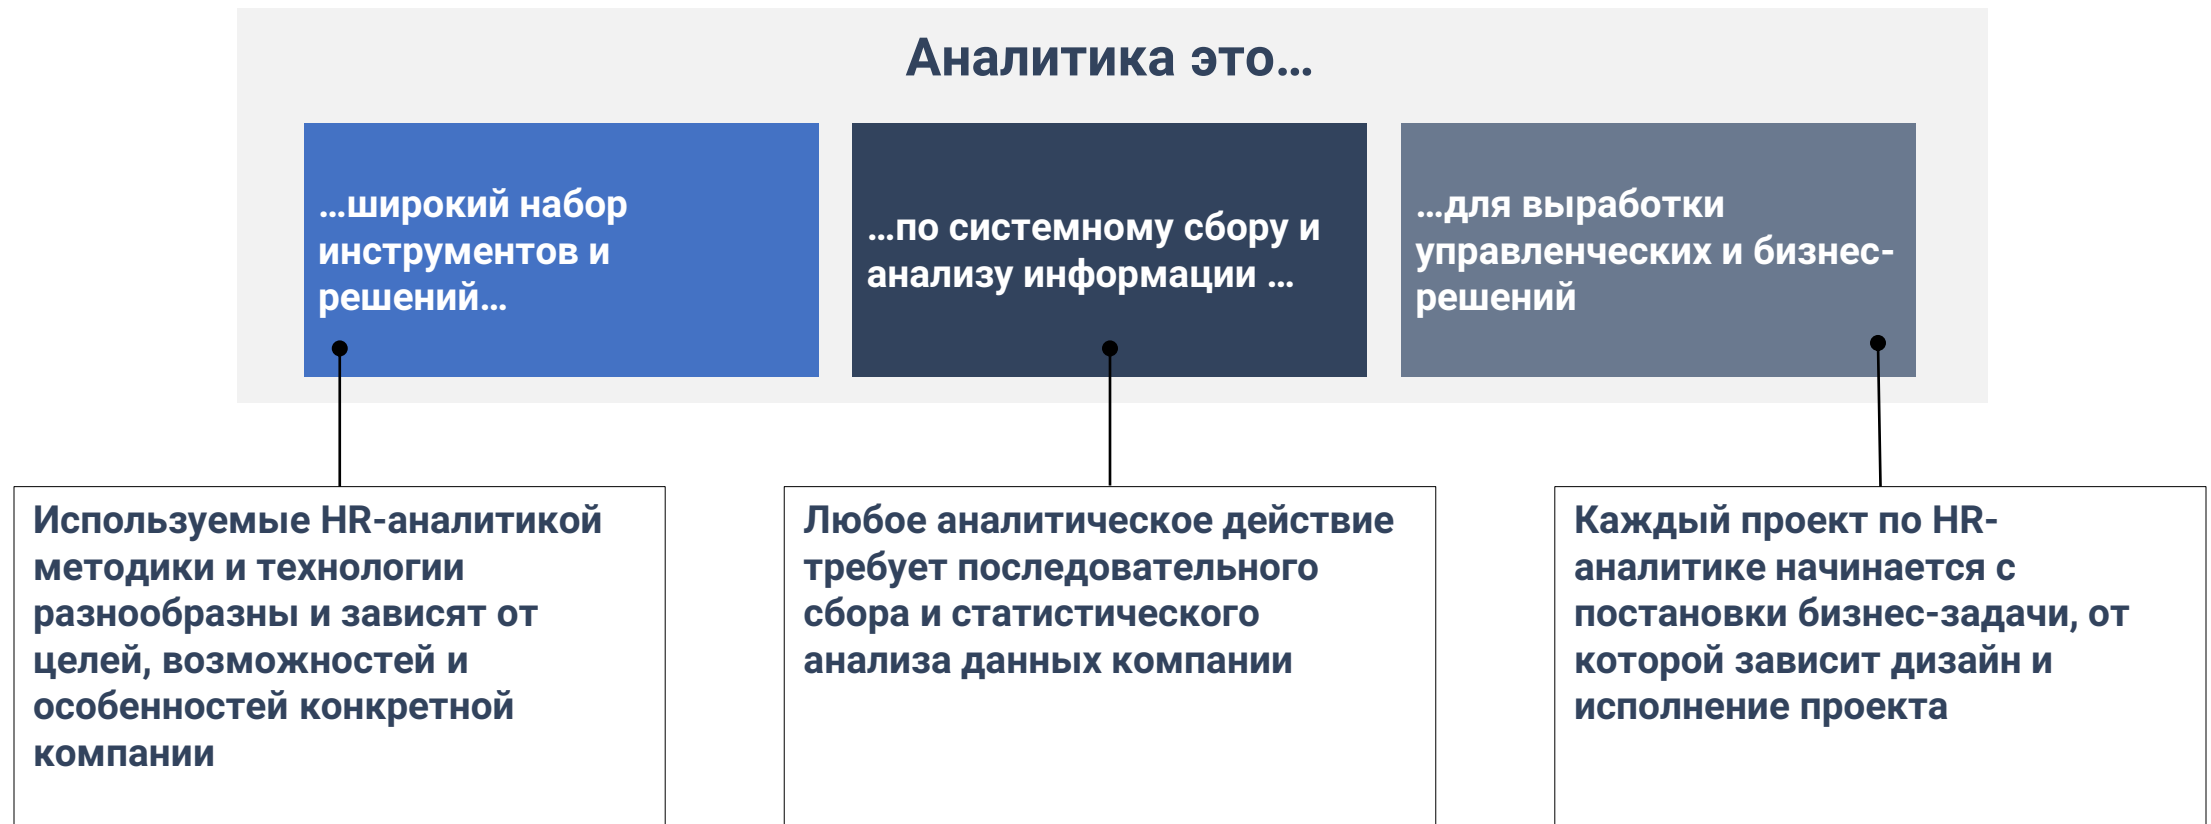 Аналитика это…
…широкий набор
инструментов и
решений…
…по системному сбору и
анализу информации …
…для выработки
управленческих и бизнес-
решений
Используемые HR-аналитикой
методики и технологии
разнообразны и зависят от
целей, возможностей и
особенностей конкретной
компании
Любое аналитическое действие
требует последовательного
сбора и статистического
анализа данных компании
Каждый проект по HR-
аналитике начинается с
постановки бизнес-задачи, от
которой зависит дизайн и
исполнение проекта